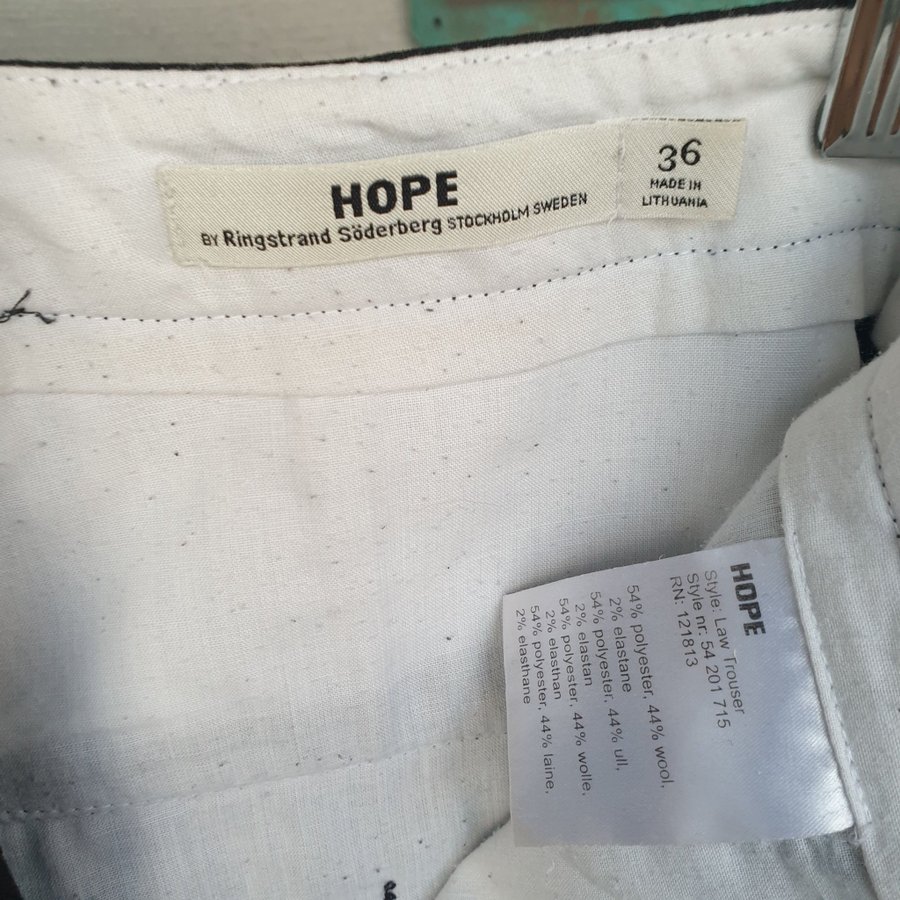 HOPE
BY Ringstrand Söderberg STOCKHOLM SWEDEN
36
MADE IN
LITHUANIA
HOPE
Style: Law Trouser
Style nr: 54 201 715
RN: 121813
54% polyester, 44% wool,
2% elastane
54% polyester, 44% ull,
2% elastan
54% polyester, 44% wolle,
2% elasthan
54% polyester, 44% laine,
2% elasthane